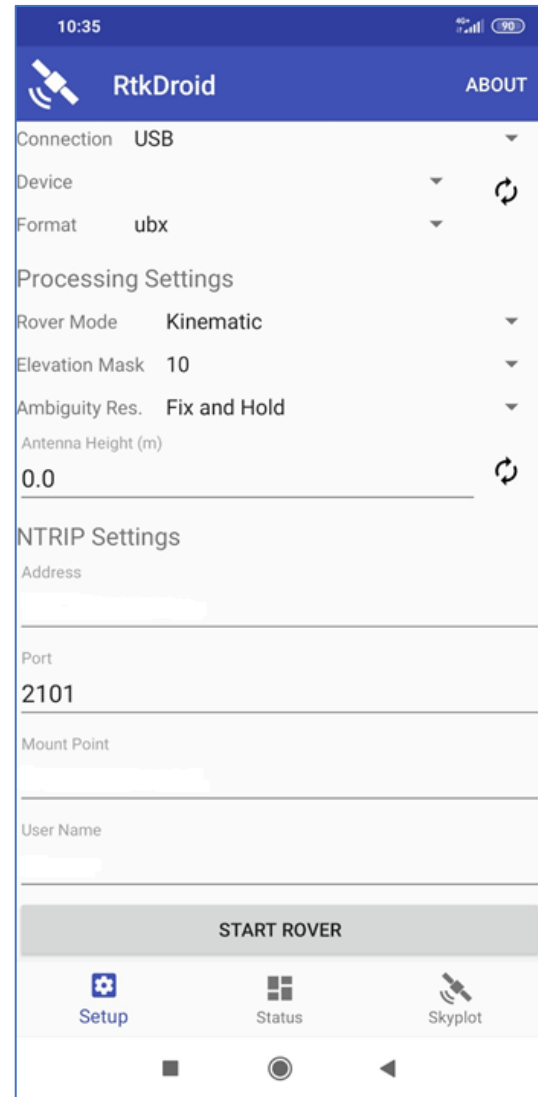 10:35
4G+ 90
RtkDroid ABOUT
Connection USB
Device
Format ubx
Processing Settings
Rover Mode Kinematic
Elevation Mask 10
Ambiguity Res. Fix and Hold
Antenna Height (m)
0.0
NTRIP Settings
Address
Port
2101
Mount Point
User Name
START ROVER
Setup Status Skyplot